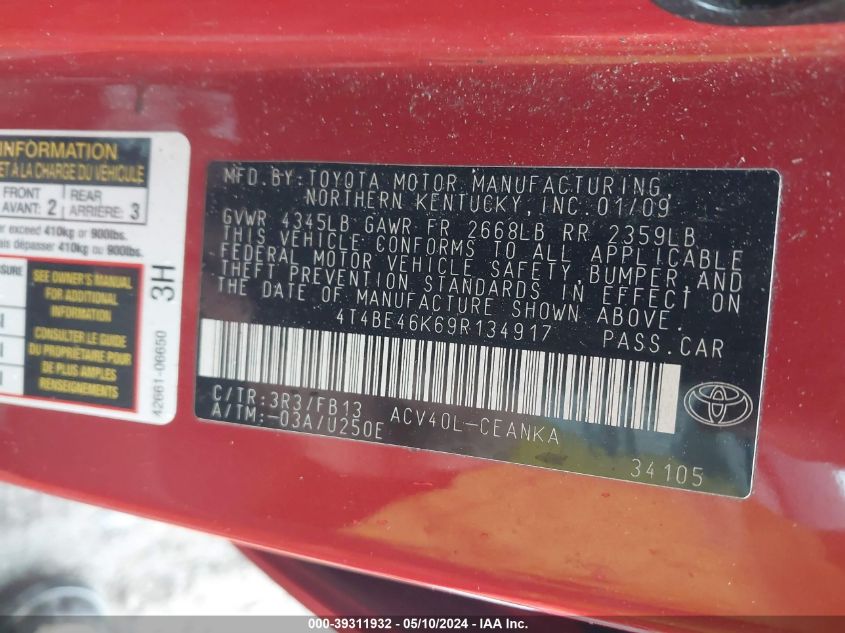 INFORMATION
ET À LA CHARGE DU VÉHICULE
FRONT
AVANT: 2
REAR
ARRIÈRE: 3
exceed 410kg or 900lbs.
dépasser 410kg ou 900lbs.
SEE OWNER'S MANUAL
FOR ADDITIONAL
INFORMATION
CONSULTER LE GUIDE
DU PROPRIÉTAIRE POUR
DE PLUS AMPLES
RENSEIGNEMENTS
3H
42661-06650
MFD.BY:TOYOTA MOTOR MANUFACTURING,
NORTHERN KENTUCKY, INC.01/09
GVWR 4345LB GAWR FR 2668LB RR 2359LB
THIS VEHICLE CONFORMS TO ALL APPLICABLE
FEDERAL MOTOR VEHICLE SAFETY, BUMPER, AND
THEFT PREVENTION STANDARDS IN EFFECT ON
THE DATE OF MANUFACTURE SHOWN ABOVE.
4T4BE46K69R134917 PASS.CAR
C/TR:3R3/FB13
A/TM:-03A/U250E
ACV40L-CEANKA
34105
000-39311932 - 05/10/2024 - IAA Inc.